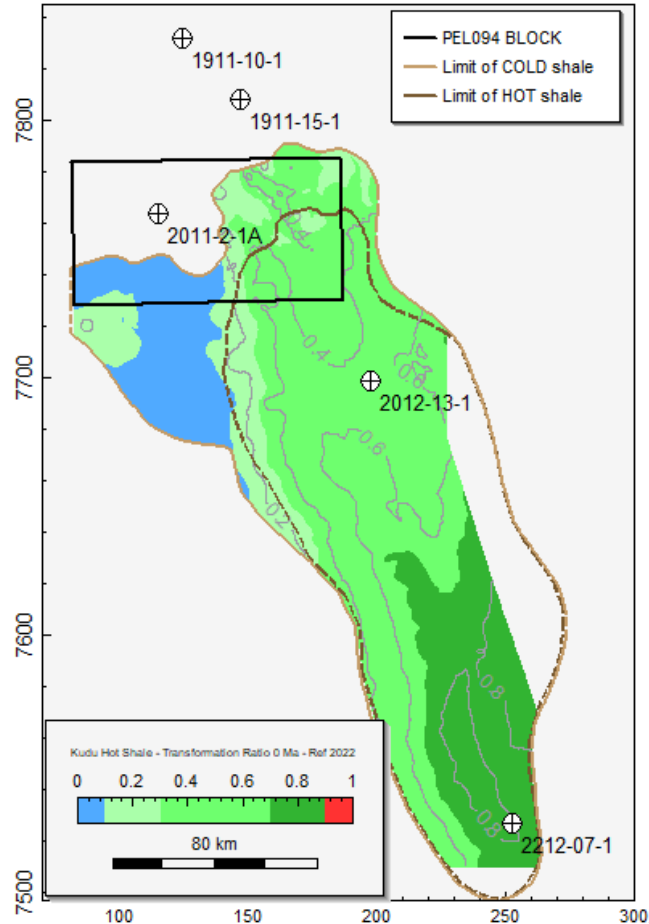 1911-10-1
1911-15-1
PEL094 BLOCK
Limit of COLD shale
Limit of HOT shale
7800
2011-2-1A
0.4
7700
0.6
2012-13-1
0.6
0.2
7600
0.8
Kudu Hot Shale - Transformation Ratio 0 Ma - Ref 2022
0 0.2 0.4 0.6 0.8 1
80 km
0.8
2212-07-1
7500
100 150 200 250 300